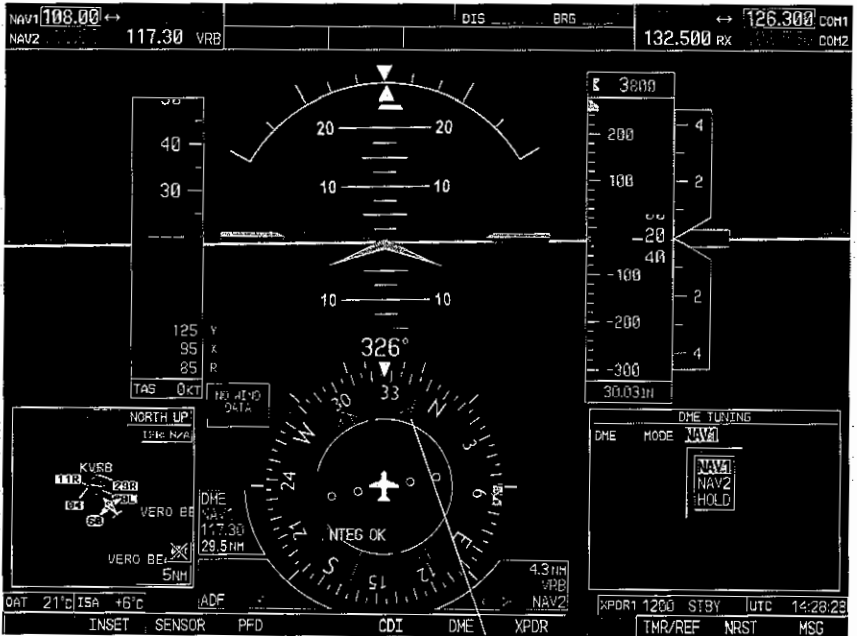 NAV1 108.00 ↔
NAV2 117.30 VRB
DIS BRG
↔ 126.300 COM1
132.500 RX COM2
40
30
20 20
10 10
10 10
125 Y
95 X
85 R
TAS 0KT
3800
200
100
20
40
-100
-200
-300
30.03IN
4
2
2
4
326°
NO WIND
DATA
30 33 N 3 6 E 12 15 S 21 24 W
NORTH UP
KVRB
11R 29R
04
VERO BE
VERO BE
5NM
DME
NAV1
117.30
29.5NM
NTEG OK
ADF
4.3NM
VRB
NAV2
DME TUNING
DME MODE NAV1
NAV1
NAV2
HOLD
OAT 21°C ISA +6°C
XPDR1 1200 STBY UTC 14:28:28
INSET SENSOR PFD CDI DME XPDR TMR/REF NRST MSG